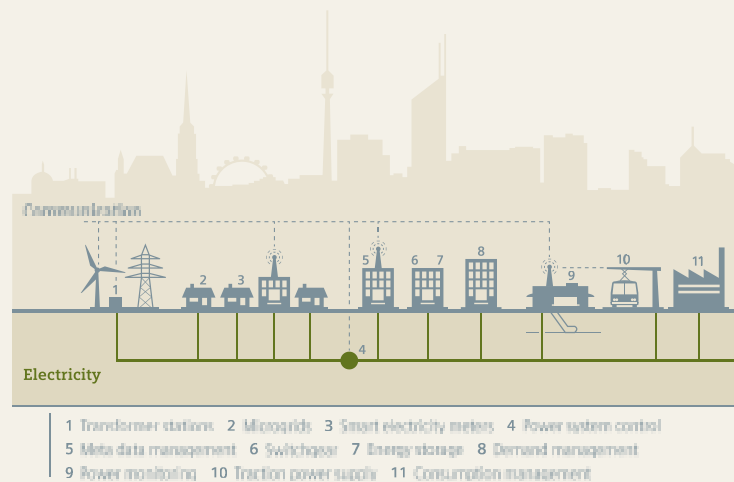 Communication
5 6 7 8
2 3 9 10 11
1
4
Electricity
1 Transformer stations 2 Microgrids 3 Smart electricity meters 4 Power system control
5 Meta data management 6 Switchgear 7 Energy storage 8 Demand management
9 Power monitoring 10 Traction power supply 11 Consumption management